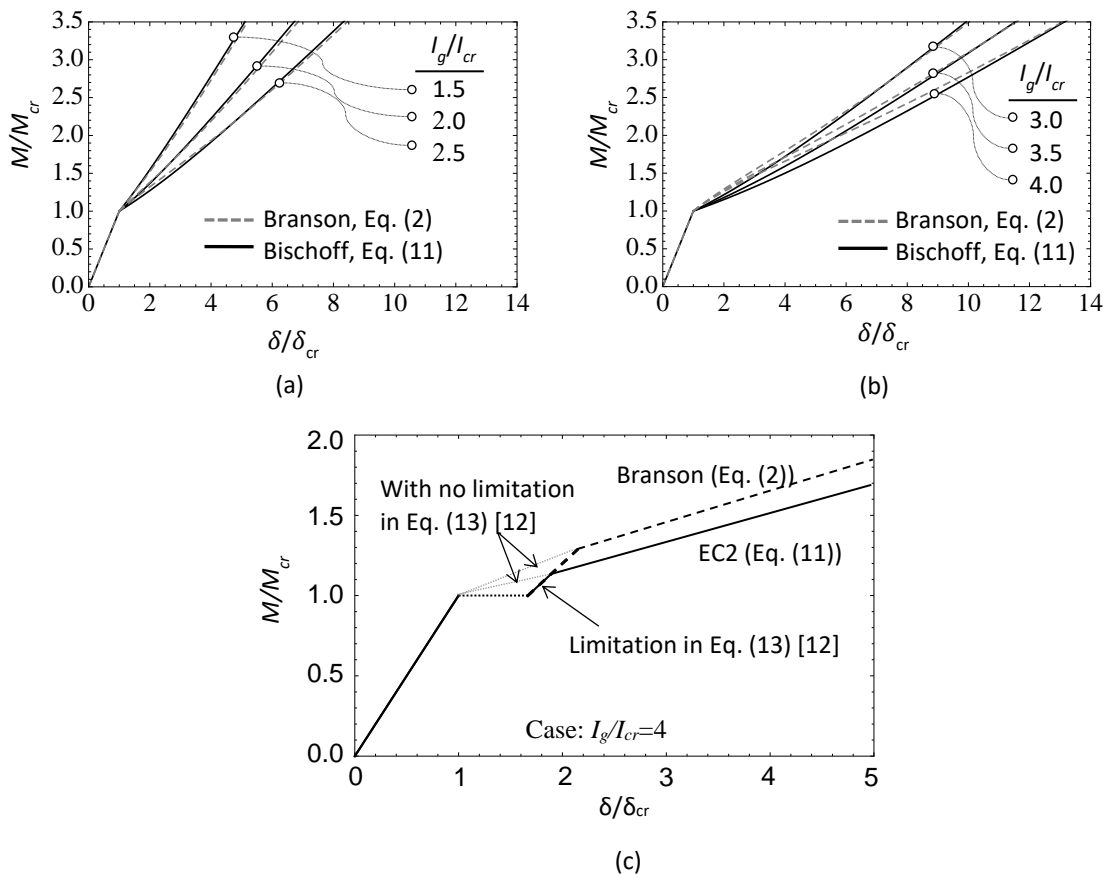 3.5
3.0
2.5
2.0
1.5
1.0
0.5
0.0
M/Mcr
Ig/Icr
1.5
2.0
2.5
Branson, Eq. (2)
Bischoff, Eq. (11)
0 2 4 6 8 10 12 14
δ/δcr
(a)
3.5
3.0
2.5
2.0
1.5
1.0
0.5
0.0
M/Mcr
Ig/Icr
3.0
3.5
4.0
Branson, Eq. (2)
Bischoff, Eq. (11)
0 2 4 6 8 10 12 14
δ/δcr
(b)
2.0
1.5
1.0
0.5
0.0
M/Mcr
With no limitation
in Eq. (13) [12]
Branson (Eq. (2))
EC2 (Eq. (11))
Limitation in Eq. (13) [12]
Case: Ig/Icr=4
0 1 2 3 4 5
δ/δcr
(c)